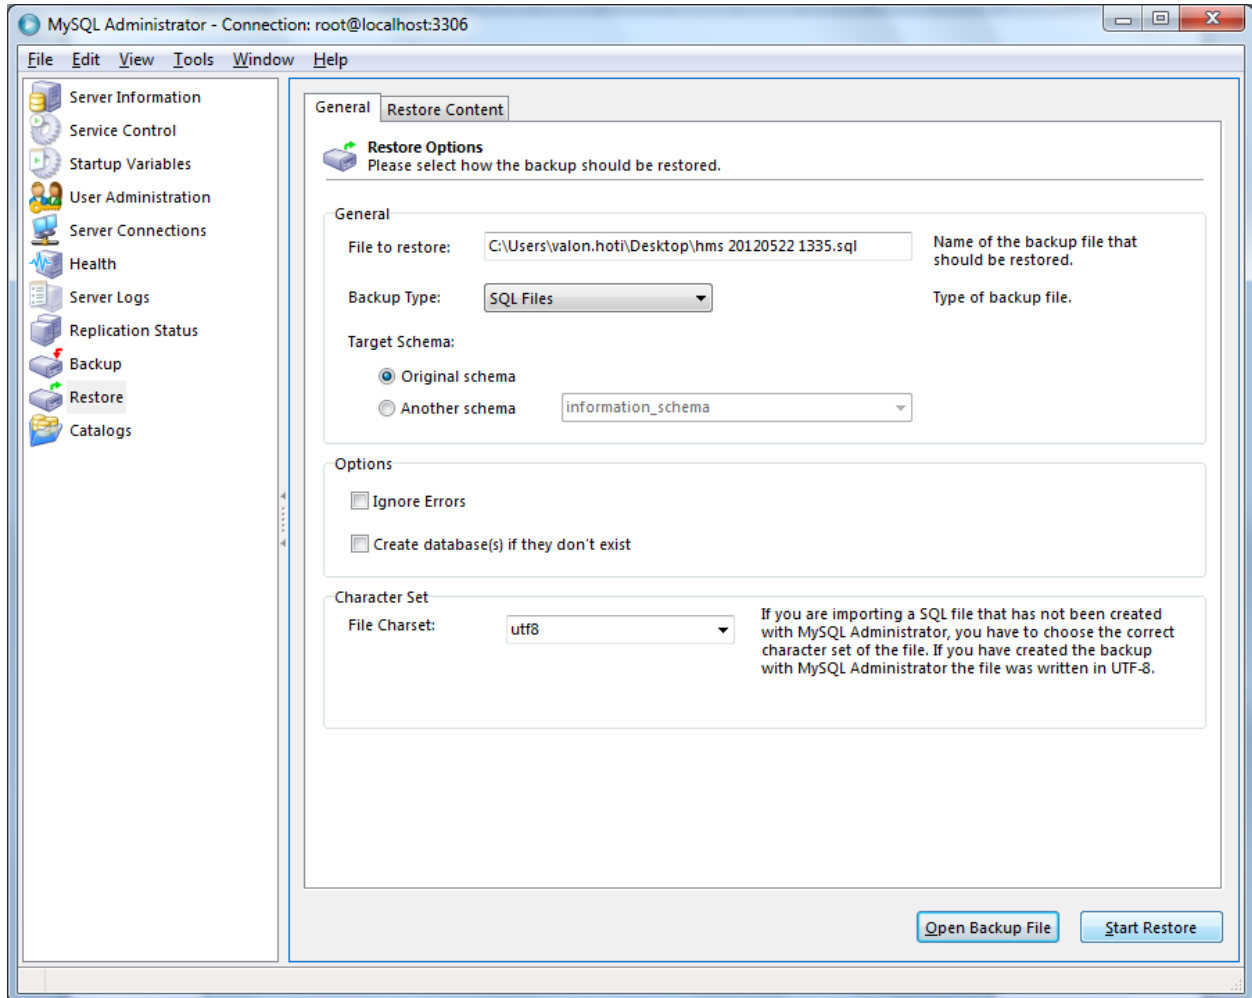 MySQL Administrator - Connection: root@localhost:3306
File Edit View Tools Window Help
Server Information
Service Control
Startup Variables
User Administration
Server Connections
Health
Server Logs
Replication Status
Backup
Restore
Catalogs
General Restore Content
Restore Options
Please select how the backup should be restored.
General
File to restore: C:\Users\valon.hoti\Desktop\hms 20120522 1335.sql
Name of the backup file that
should be restored.
Backup Type: SQL Files Type of backup file.
Target Schema:
Original schema
Another schema information_schema
Options
Ignore Errors
Create database(s) if they don't exist
Character Set
File Charset: utf8
If you are importing a SQL file that has not been created
with MySQL Administrator, you have to choose the correct
character set of the file. If you have created the backup
with MySQL Administrator the file was written in UTF-8.
Open Backup File Start Restore